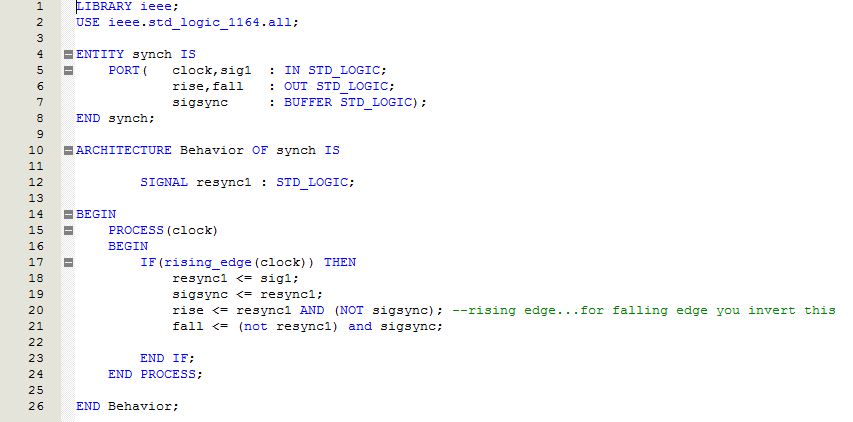 1 LIBRARY ieee;
2 USE ieee.std_logic_1164.all;
3
4 ENTITY synch IS
5 PORT( clock,sig1 : IN STD_LOGIC;
6 rise,fall : OUT STD_LOGIC;
7 sigsync : BUFFER STD_LOGIC);
8 END synch;
9
10 ARCHITECTURE Behavior OF synch IS
11
12 SIGNAL resync1 : STD_LOGIC;
13
14 BEGIN
15 PROCESS(clock)
16 BEGIN
17 IF(rising_edge(clock)) THEN
18 resync1 <= sig1;
19 sigsync <= resync1;
20 rise <= resync1 AND (NOT sigsync); --rising edge...for falling edge you invert this
21 fall <= (not resync1) and sigsync;
22
23 END IF;
24 END PROCESS;
25
26 END Behavior;